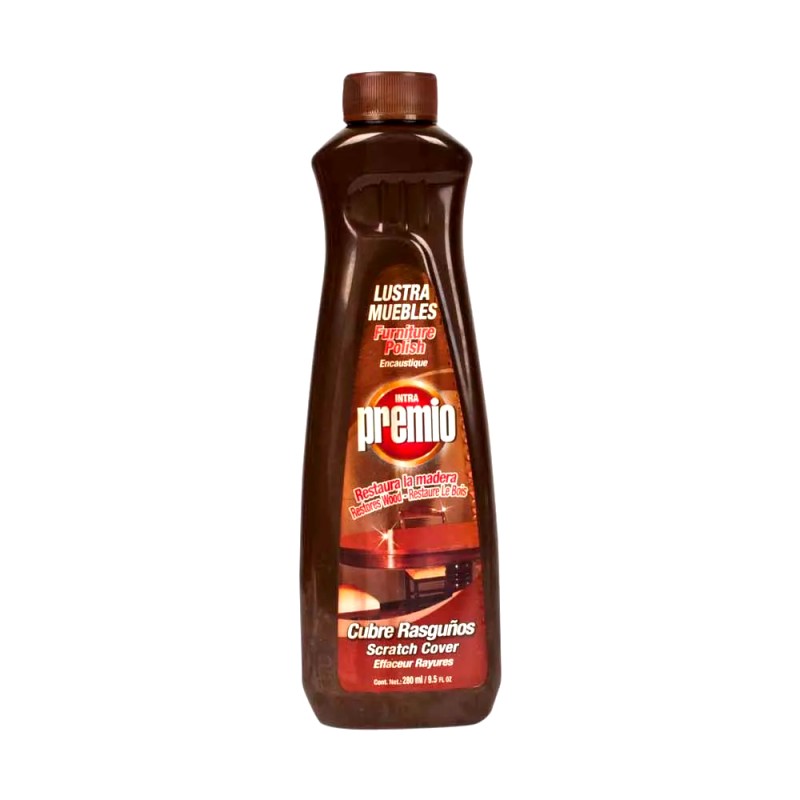 LUSTRA
MUEBLES
Furniture
Polish
Encaustique
INTRA
premio
Restaura la madera
Restores Wood - Restaure Le Bois
Cubre Rasguños
Scratch Cover
Effaceur Rayures
Cont. Net.: 280 ml / 9.5 FL OZ